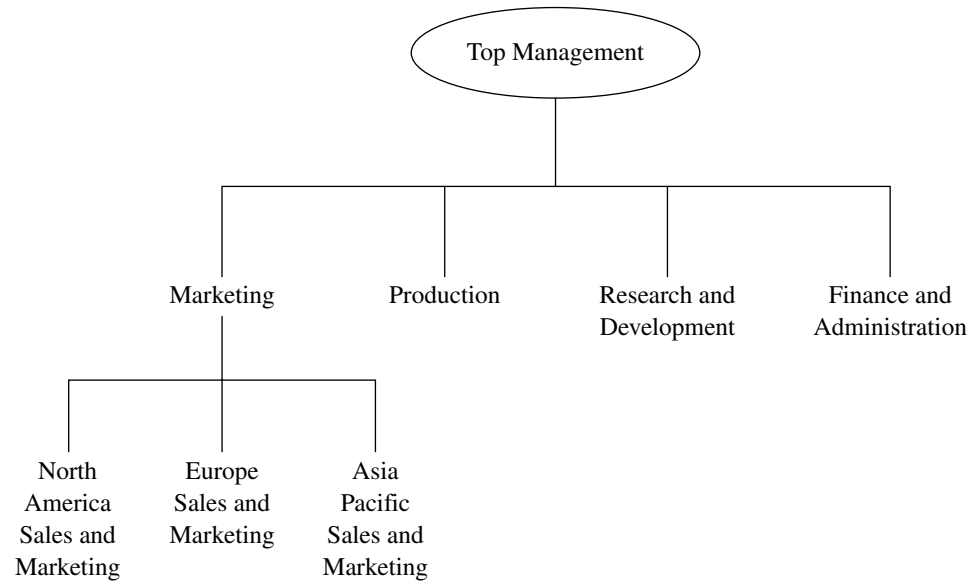 Top Management
Marketing
Production
Research and
Development
Finance and
Administration
North
America
Sales and
Marketing
Europe
Sales and
Marketing
Asia
Pacific
Sales and
Marketing